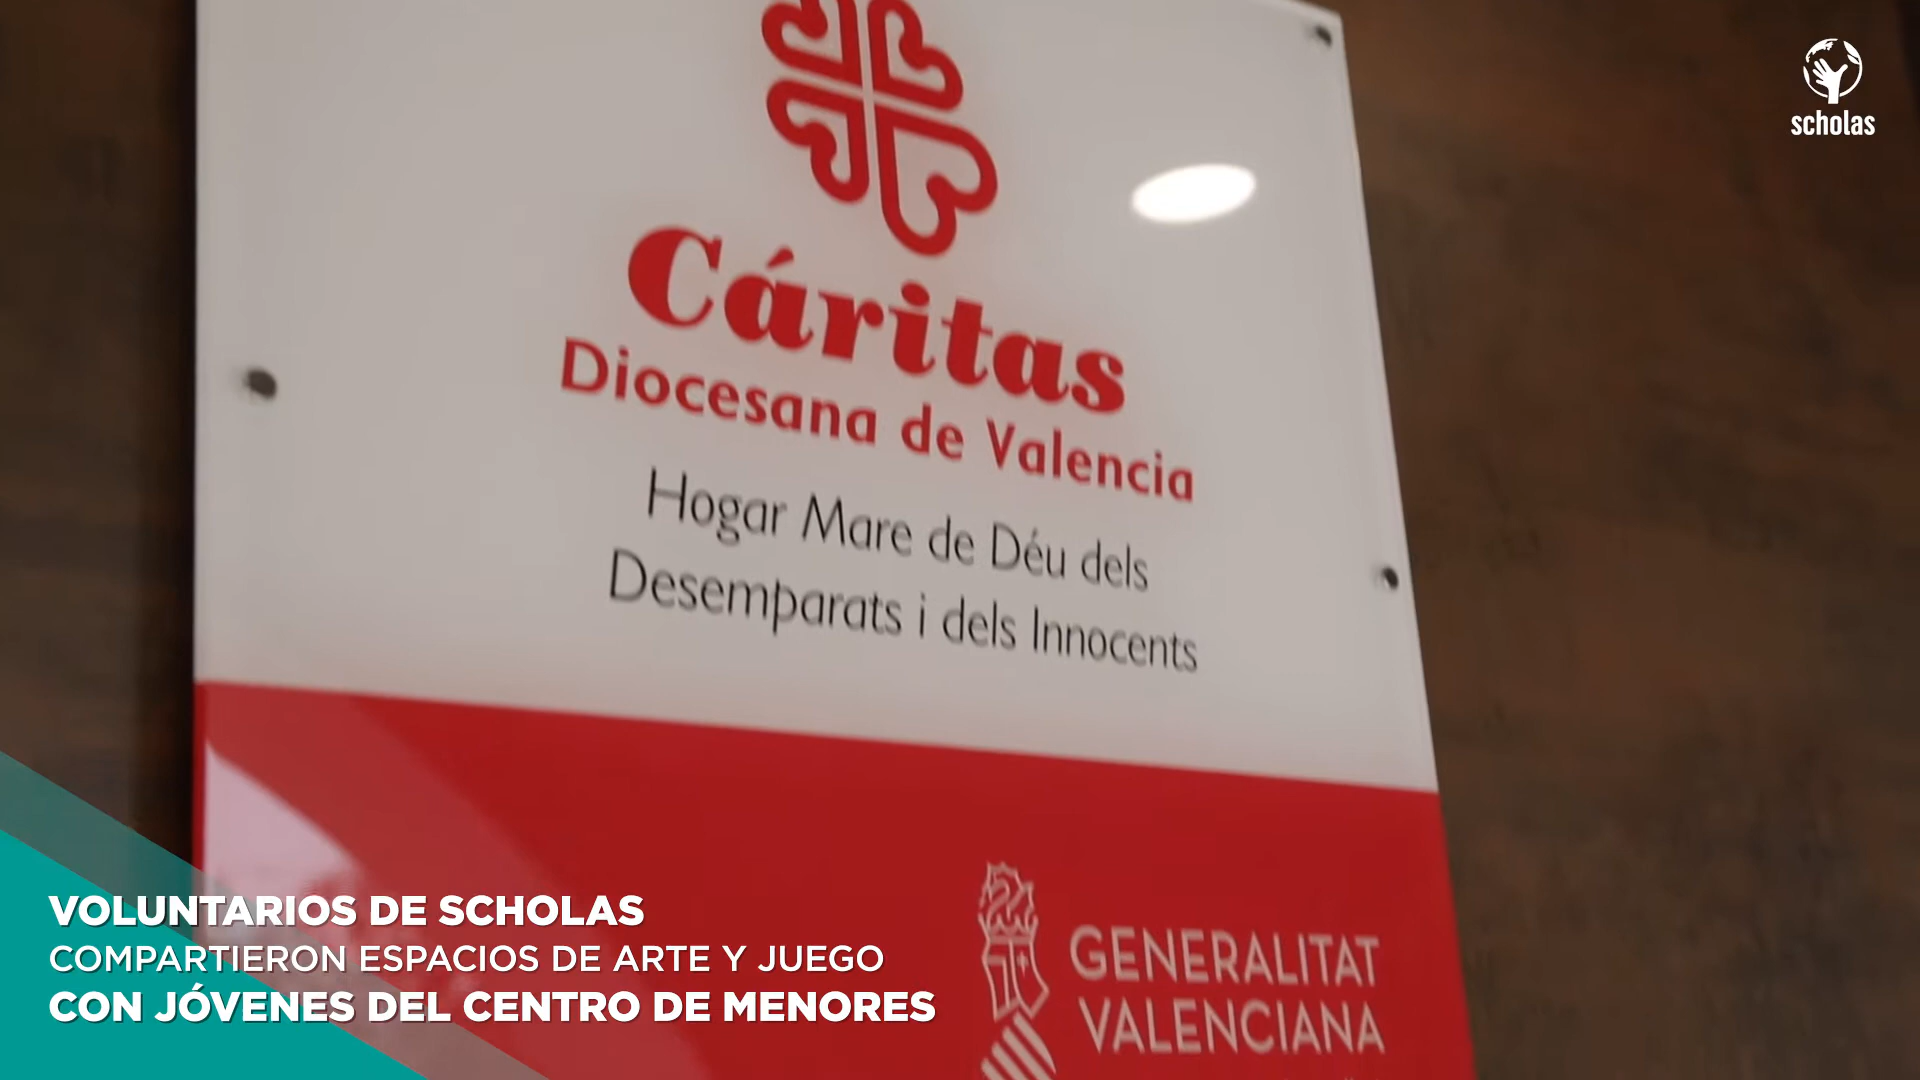 scholas
Cáritas
Diocesana de Valencia
Hogar Mare de Déu dels
Desemparats i dels Innocents
GENERALITAT
VALENCIANA
VOLUNTARIOS DE SCHOLAS
COMPARTIERON ESPACIOS DE ARTE Y JUEGO
CON JÓVENES DEL CENTRO DE MENORES